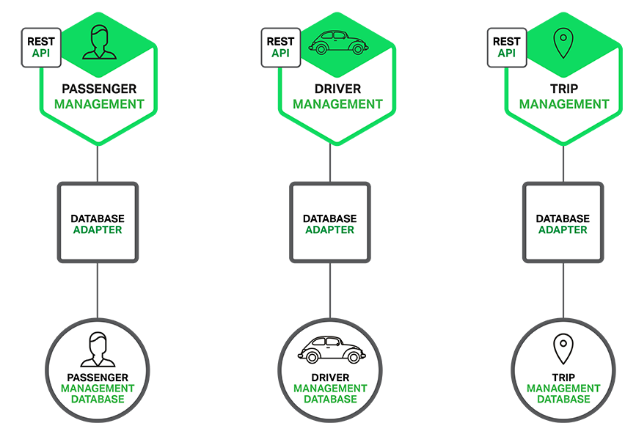 REST
API
PASSENGER
MANAGEMENT
REST
API
DRIVER
MANAGEMENT
REST
API
TRIP
MANAGEMENT
DATABASE
ADAPTER
DATABASE
ADAPTER
DATABASE
ADAPTER
PASSENGER
MANAGEMENT
DATABASE
DRIVER
MANAGEMENT
DATABASE
TRIP
MANAGEMENT
DATABASE